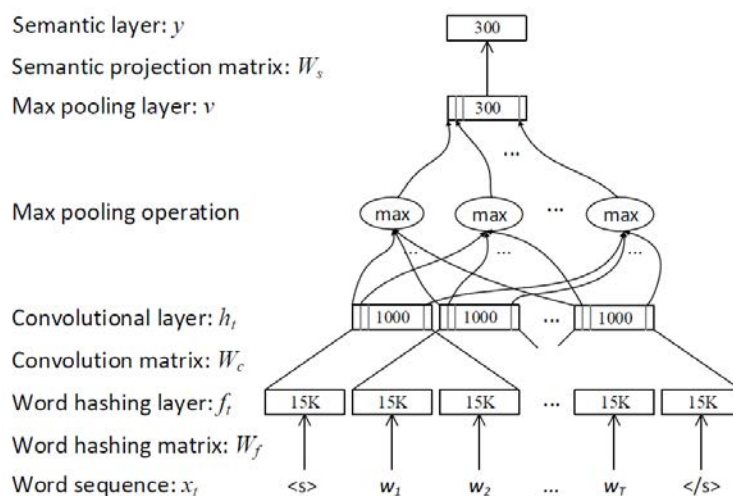 Semantic layer: y 300
Semantic projection matrix: Ws
Max pooling layer: v 300
...
Max pooling operation max max ... max
... ... ...
Convolutional layer: ht 1000 1000 ... 1000
Convolution matrix: Wc ...
Word hashing layer: ft 15K 15K 15K ... 15K 15K
Word hashing matrix: Wf
Word sequence: xt <s> w1 w2 ... wT </s>